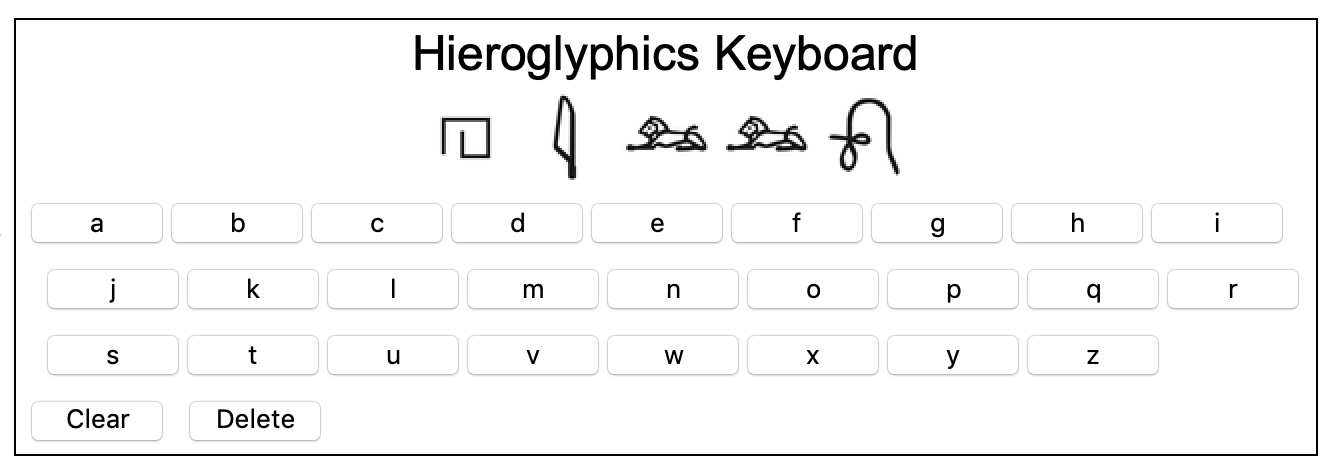 Hieroglyphics Keyboard
𓉔 𓇋 𓃭 𓃭 𓍯
a b c d e f g h i
j k l m n o p q r
s t u v w x y z
Clear Delete